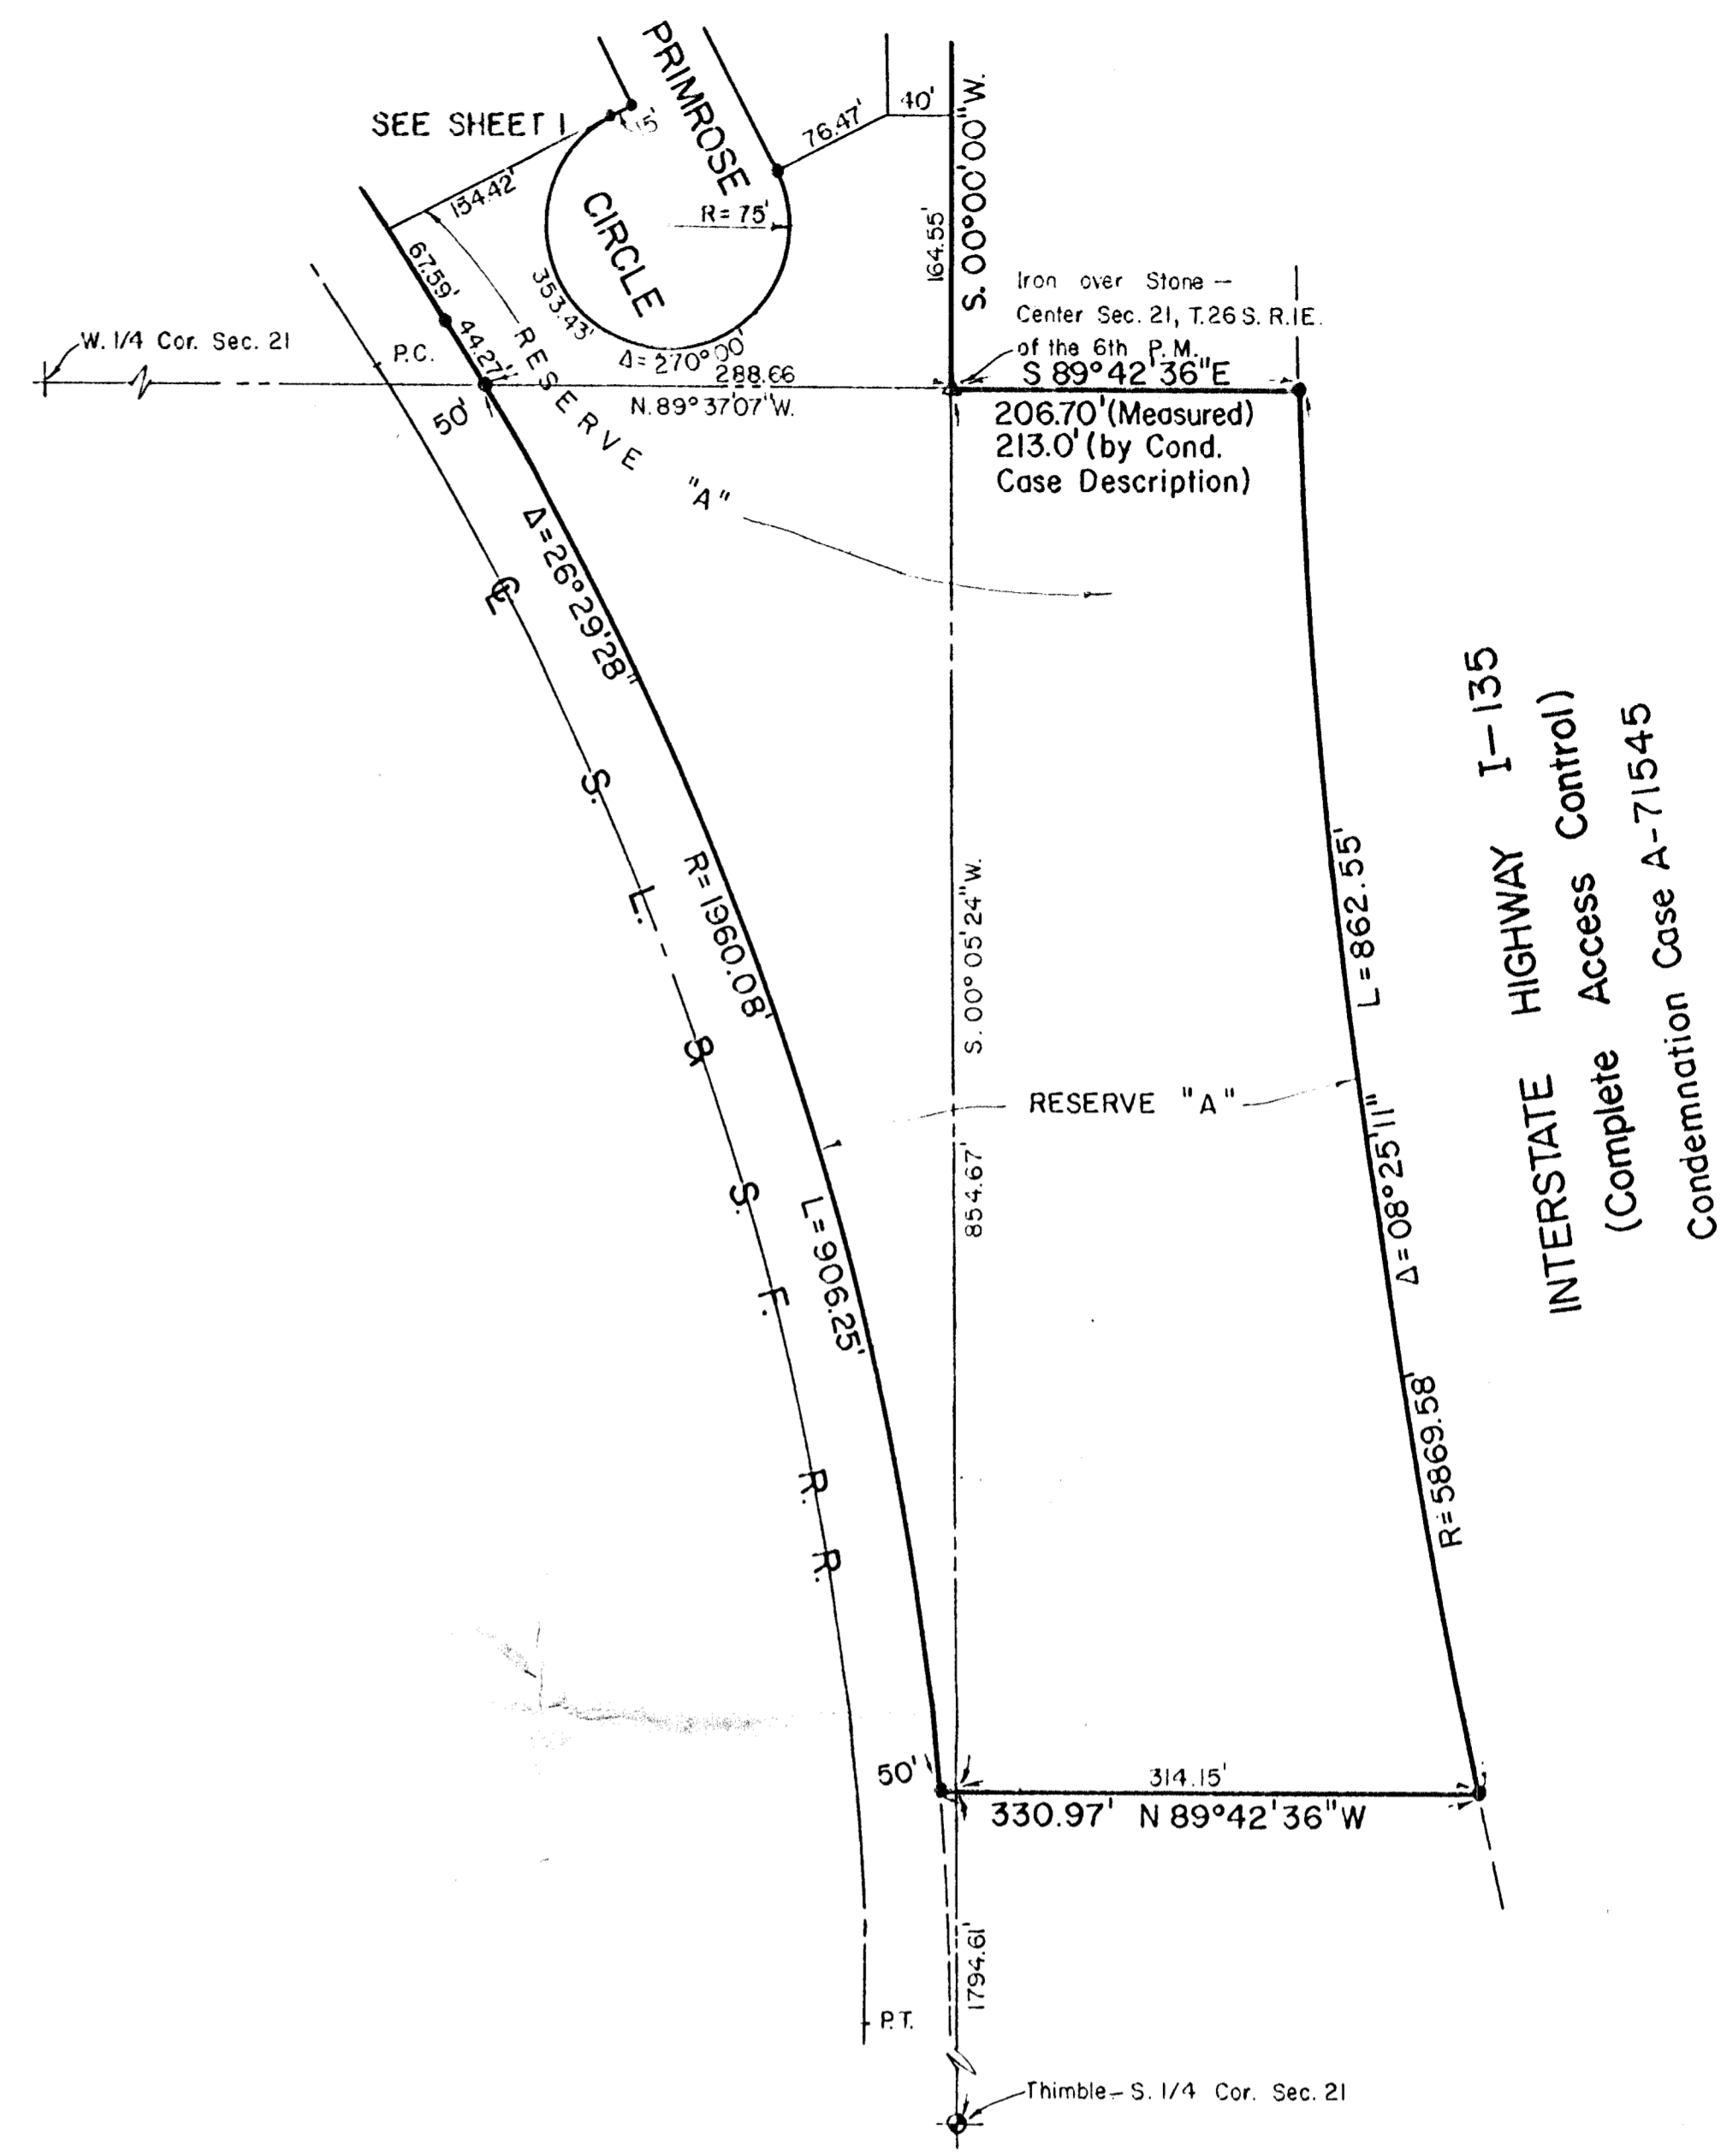 PRIMROSE
CIRCLE
SEE SHEET 1
15'
76.47'
40'
S. 00°00'00"W.
164.55'
154.42'
R=75'
67.59'
44.27'
353.43'
Δ=270°00'
RESERVE "A"
Iron over Stone –
Center Sec. 21, T.26 S. R.1E.
of the 6th P.M.
W. 1/4 Cor. Sec. 21
P.C.
288.66
N. 89°37'07"W.
50'
S 89°42'36"E
206.70' (Measured)
213.0' (by Cond.
Case Description)
Δ=26°29'28"
R=1960.08'
L=906.25'
℄ S. L. & S. F. R. R.
S. 00°05'24"W.
854.67'
RESERVE "A"
L=862.55'
Δ=08°25'11"
R=5869.58'
INTERSTATE HIGHWAY I-135
(Complete Access Control)
Condemnation Case A-71545
50'
314.15'
330.97' N 89°42'36"W
1794.61'
P.T.
Thimble – S. 1/4 Cor. Sec. 21